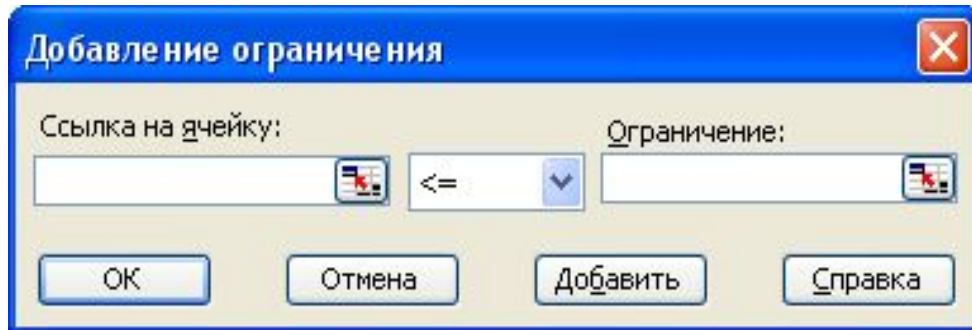 Добавление ограничения
Ссылка на ячейку:
Ограничение:
<=
ОК
Отмена
Добавить
Справка